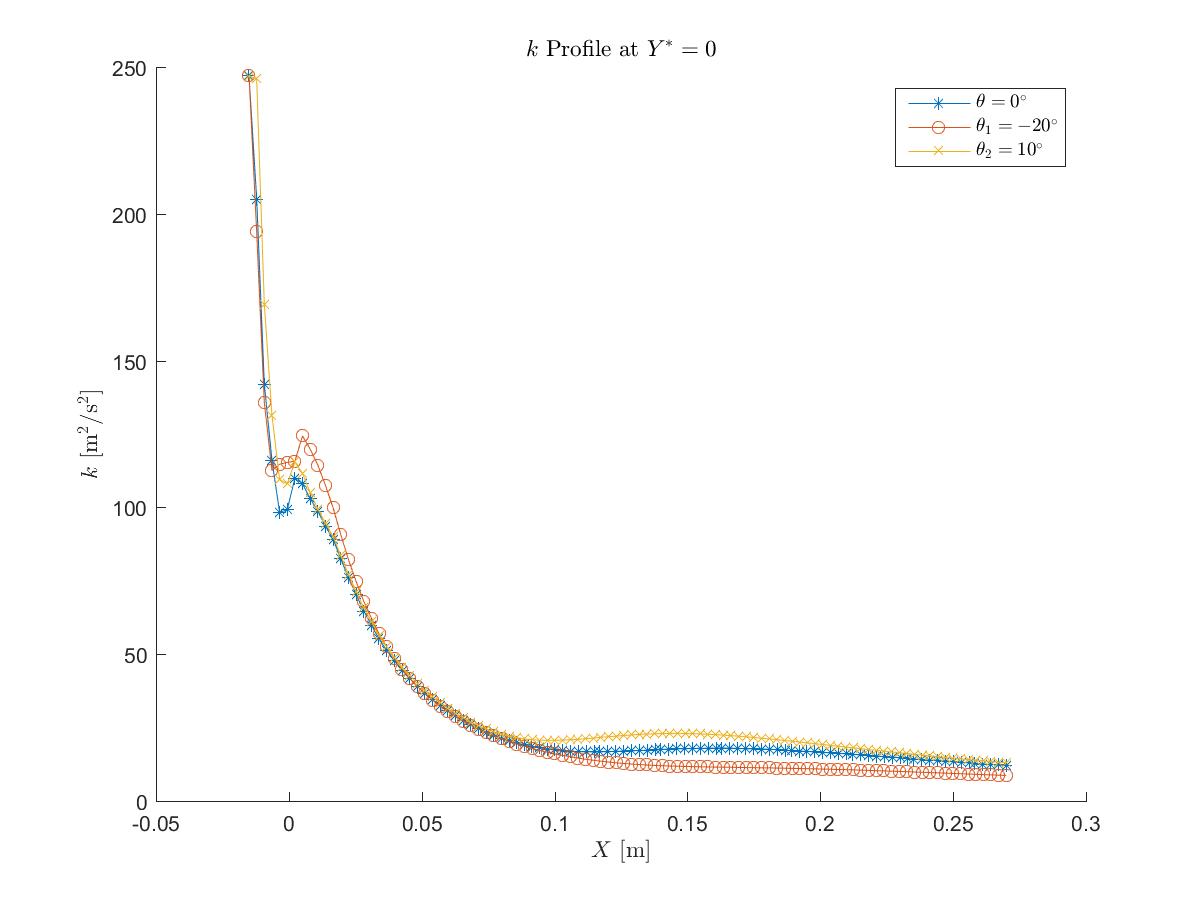 k Profile at Y* = 0
250
200
150
100
50
0
k [m²/s²]
θ = 0°
θ₁ = −20°
θ₂ = 10°
-0.05 0 0.05 0.1 0.15 0.2 0.25 0.3
X [m]